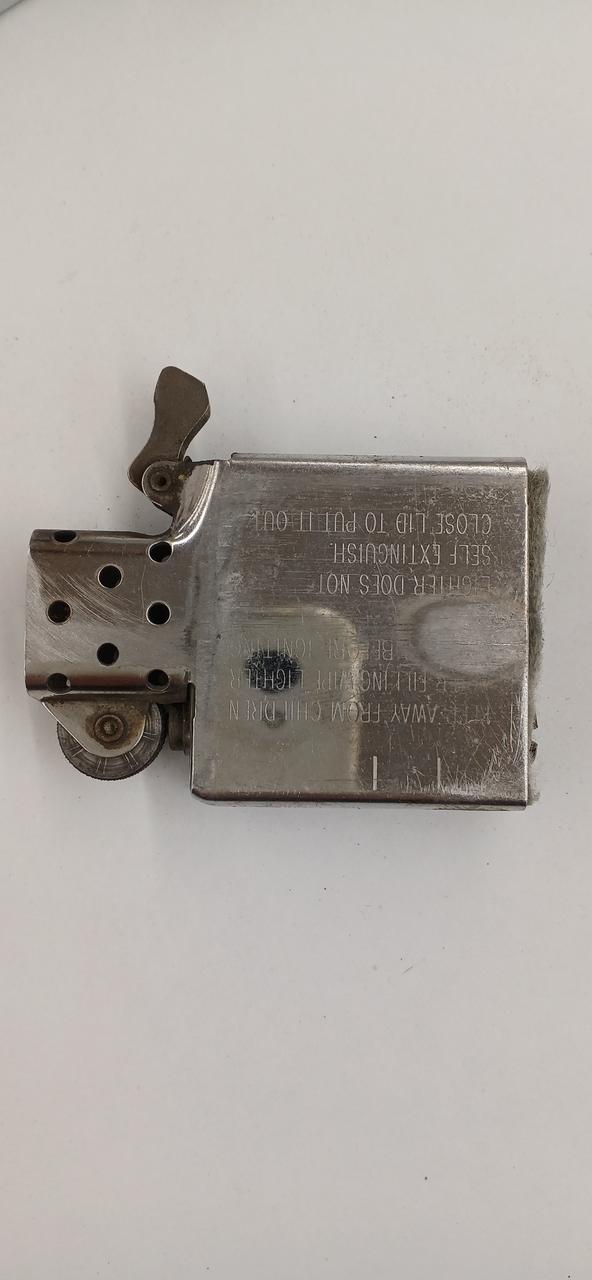 AWAY FROM CHILDREN
FILLING WIPE LIGHTER
BEFORE IGNITING
LIGHTER DOES NOT
SELF EXTINGUISH.
CLOSE LID TO PUT IT OUT